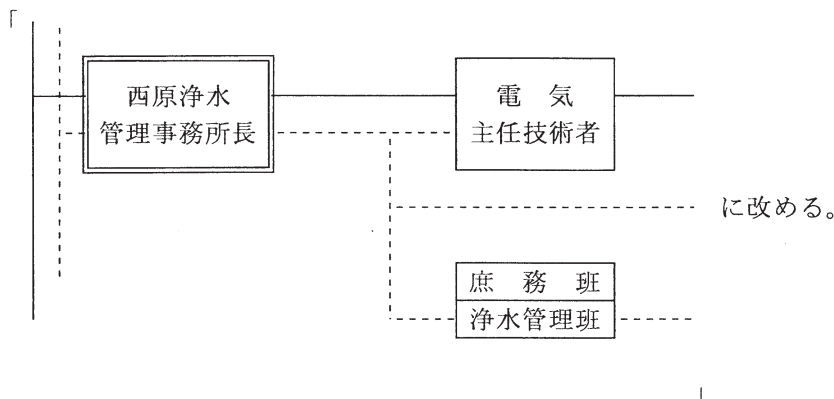 「
西原浄水
管理事務所長
電　気
主任技術者
に改める。
庶　務　班
浄水管理班
」